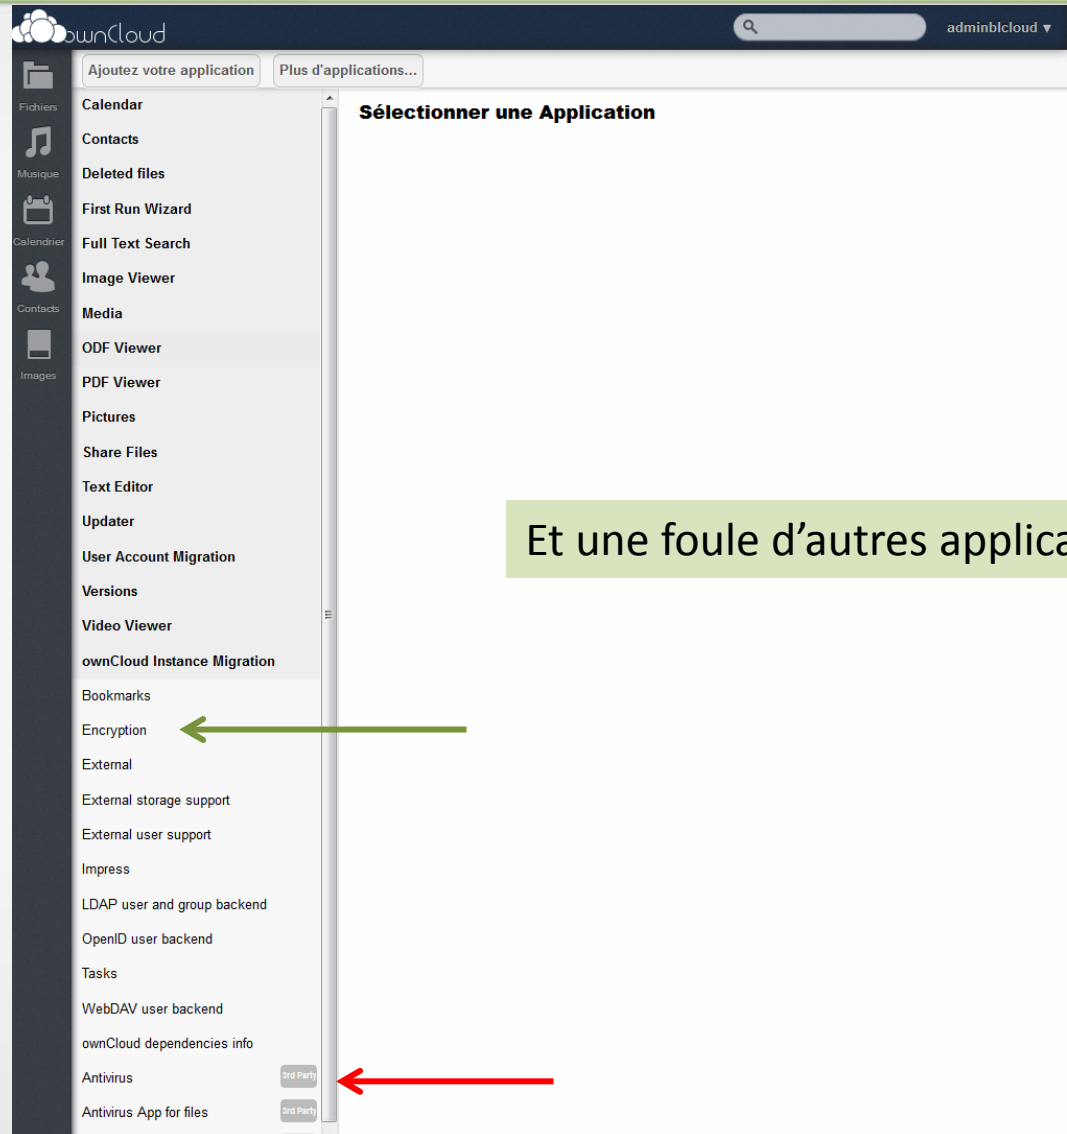 ownCloud
adminblcloud ▼
Ajoutez votre application
Plus d'applications...
Fichiers
Musique
Calendrier
Contacts
Images
Calendar
Contacts
Deleted files
First Run Wizard
Full Text Search
Image Viewer
Media
ODF Viewer
PDF Viewer
Pictures
Share Files
Text Editor
Updater
User Account Migration
Versions
Video Viewer
ownCloud Instance Migration
Bookmarks
Encryption
External
External storage support
External user support
Impress
LDAP user and group backend
OpenID user backend
Tasks
WebDAV user backend
ownCloud dependencies info
Antivirus 3rd Party
Antivirus App for files 3rd Party
Sélectionner une Application
Et une foule d’autres applica